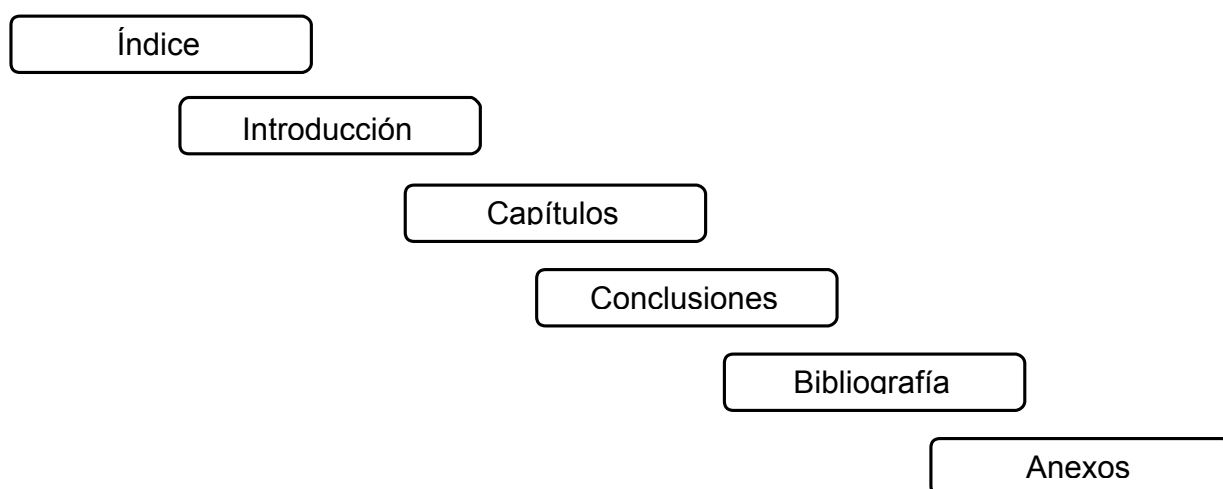 Índice
Introducción
Capítulos
Conclusiones
Bibliografía
Anexos